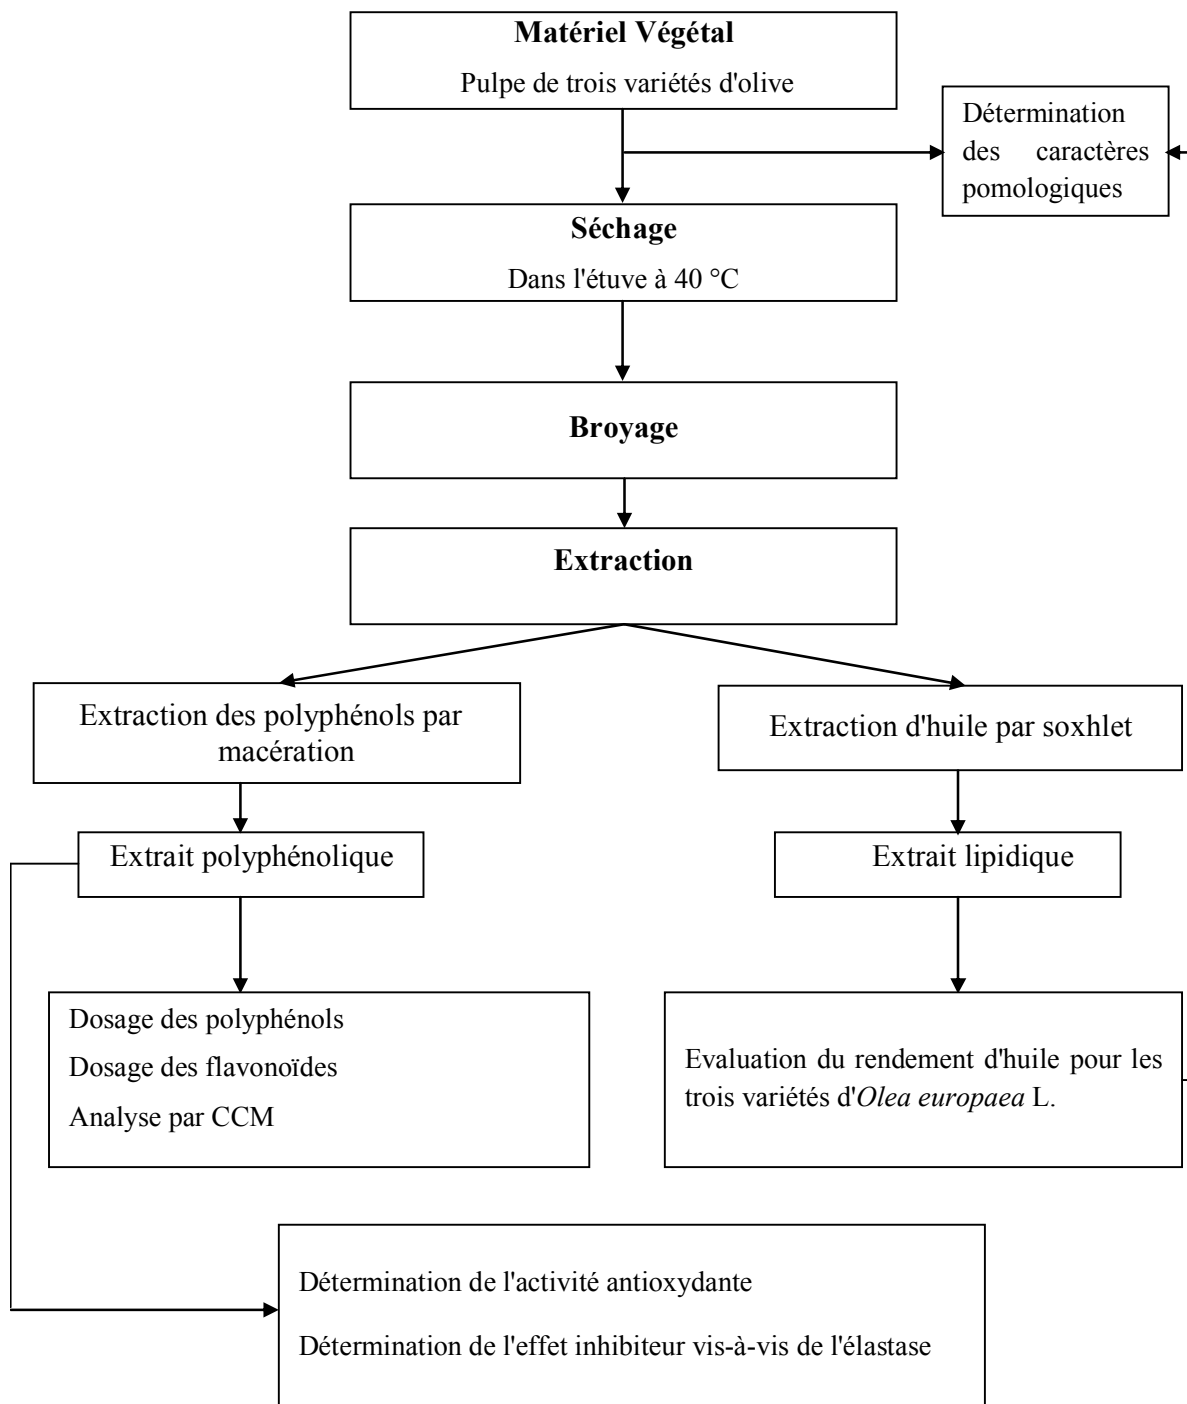 Matériel Végétal
Pulpe de trois variétés d'olive
Détermination
des caractères
pomologiques
Séchage
Dans l'étuve à 40 °C
Broyage
Extraction
Extraction des polyphénols par
macération
Extraction d'huile par soxhlet
Extrait polyphénolique
Extrait lipidique
Dosage des polyphénols
Dosage des flavonoïdes
Analyse par CCM
Evaluation du rendement d'huile pour les
trois variétés d'Olea europaea L.
Détermination de l'activité antioxydante
Détermination de l'effet inhibiteur vis-à-vis de l'élastase